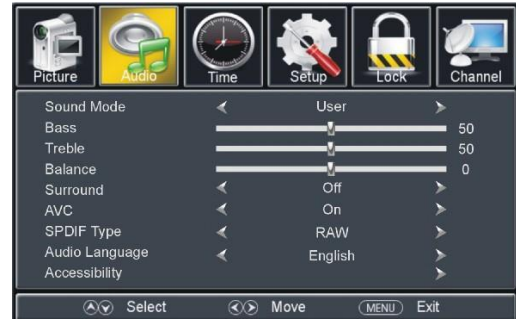 Picture Audio Time Setup Lock Channel
Sound Mode User
Bass 50
Treble 50
Balance 0
Surround Off
AVC On
SPDIF Type RAW
Audio Language English
Accessibility
Select Move MENU Exit